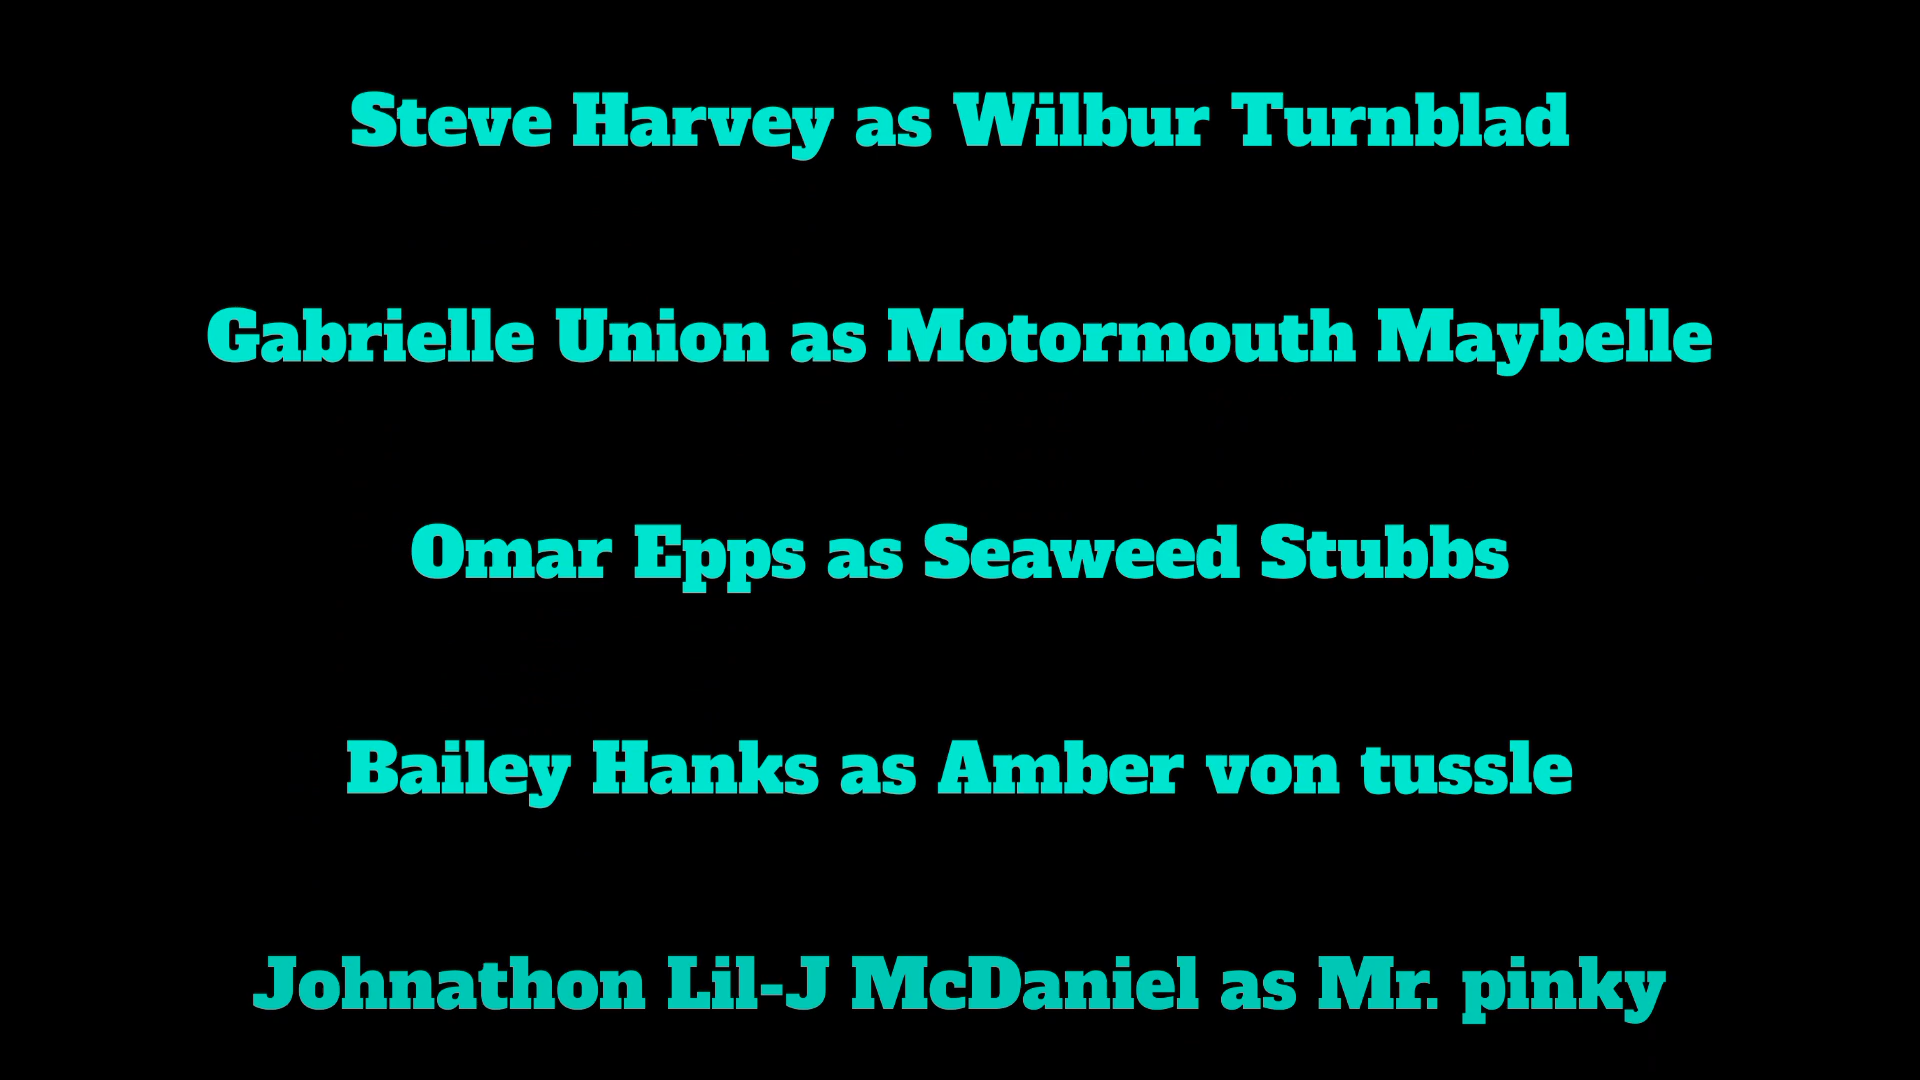 Steve Harvey as Wilbur Turnblad
Gabrielle Union as Motormouth Maybelle
Omar Epps as Seaweed Stubbs
Bailey Hanks as Amber von tussle
Johnathon Lil-J McDaniel as Mr. pinky